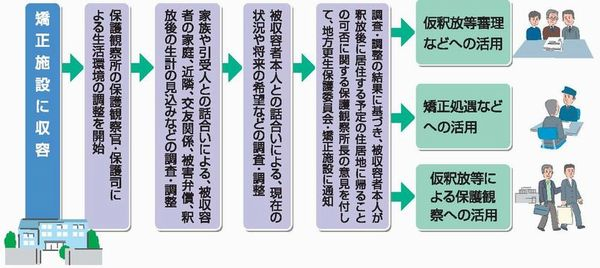 矯正施設に収容
保護観察所の保護観察官・保護司に
よる生活環境の調整を開始
家族や引受人との話合いによる、被収容
者の家庭、近隣、交友関係、被害弁償、釈
放後の生計の見込みなどの調査・調整
被収容者本人との話合いによる、現在の
状況や将来の希望などの調査・調整
調査・調整の結果に基づき、被収容者本人が
釈放後に居住する予定の住居地に帰ること
の可否に関する保護観察所長の意見を付し
て、地方更生保護委員会・矯正施設に通知
仮釈放等審理
などへの活用
矯正処遇など
への活用
仮釈放等に
よる保護観
察への活用